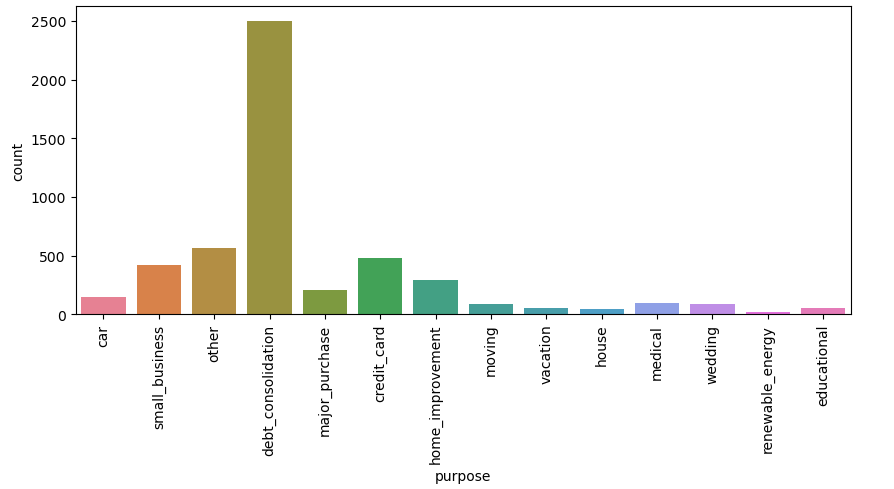 2500
2000
1500
1000
500
0
count
car
small_business
other
debt_consolidation
major_purchase
credit_card
home_improvement
moving
vacation
house
medical
wedding
renewable_energy
educational
purpose